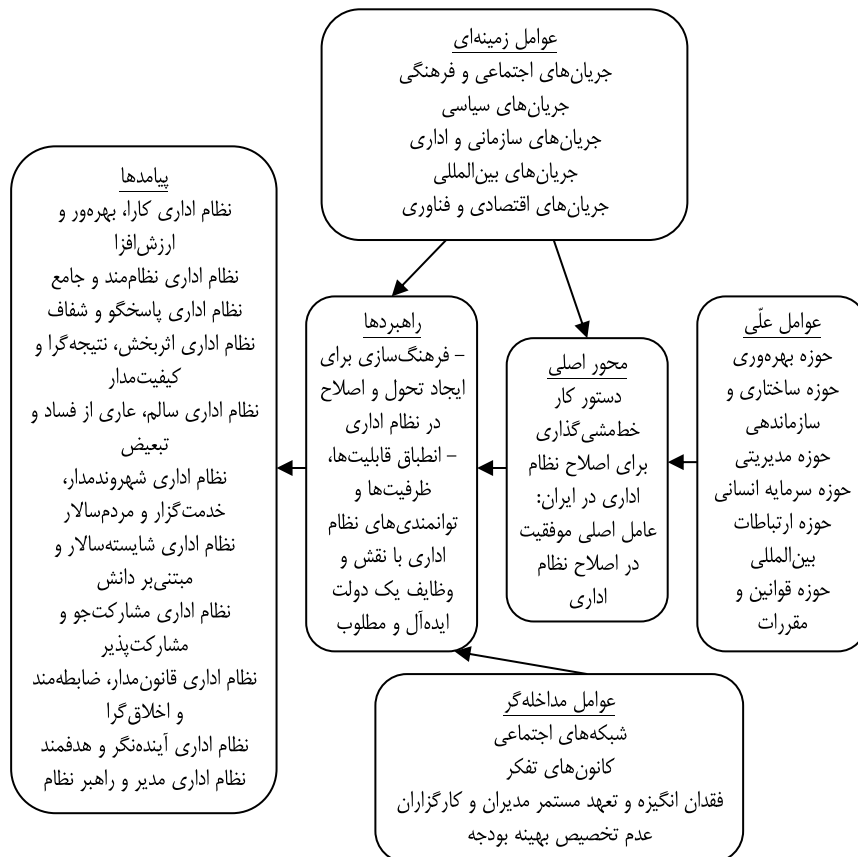 عوامل زمینه‌ای
جریان‌های اجتماعی و فرهنگی
جریان‌های سیاسی
جریان‌های سازمانی و اداری
جریان‌های بین‌المللی
جریان‌های اقتصادی و فناوری
عوامل علّی
حوزه بهره‌وری
حوزه ساختاری و
سازماندهی
حوزه مدیریتی
حوزه سرمایه انسانی
حوزه ارتباطات
بین‌المللی
حوزه قوانین و
مقررات
محور اصلی
دستور کار
خط‌مشی‌گذاری
برای اصلاح نظام
اداری در ایران:
عامل اصلی موفقیت
در اصلاح نظام
اداری
راهبردها
– فرهنگ‌سازی برای
ایجاد تحول و اصلاح
در نظام اداری
– انطباق قابلیت‌ها،
ظرفیت‌ها و
توانمندی‌های نظام
اداری با نقش و
وظایف یک دولت
ایده‌آل و مطلوب
پیامدها
نظام اداری کارا، بهره‌ور و
ارزش‌افزا
نظام اداری نظام‌مند و جامع
نظام اداری پاسخگو و شفاف
نظام اداری اثربخش، نتیجه‌گرا و
کیفیت‌مدار
نظام اداری سالم، عاری از فساد و
تبعیض
نظام اداری شهروندمدار،
خدمت‌گزار و مردم‌سالار
نظام اداری شایسته‌سالار و
مبتنی‌بر دانش
نظام اداری مشارکت‌جو و
مشارکت‌پذیر
نظام اداری قانون‌مدار، ضابطه‌مند
و اخلاق‌گرا
نظام اداری آینده‌نگر و هدفمند
نظام اداری مدیر و راهبر نظام
عوامل مداخله‌گر
شبکه‌های اجتماعی
کانون‌های تفکر
فقدان انگیزه و تعهد مستمر مدیران و کارگزاران
عدم تخصیص بهینه بودجه